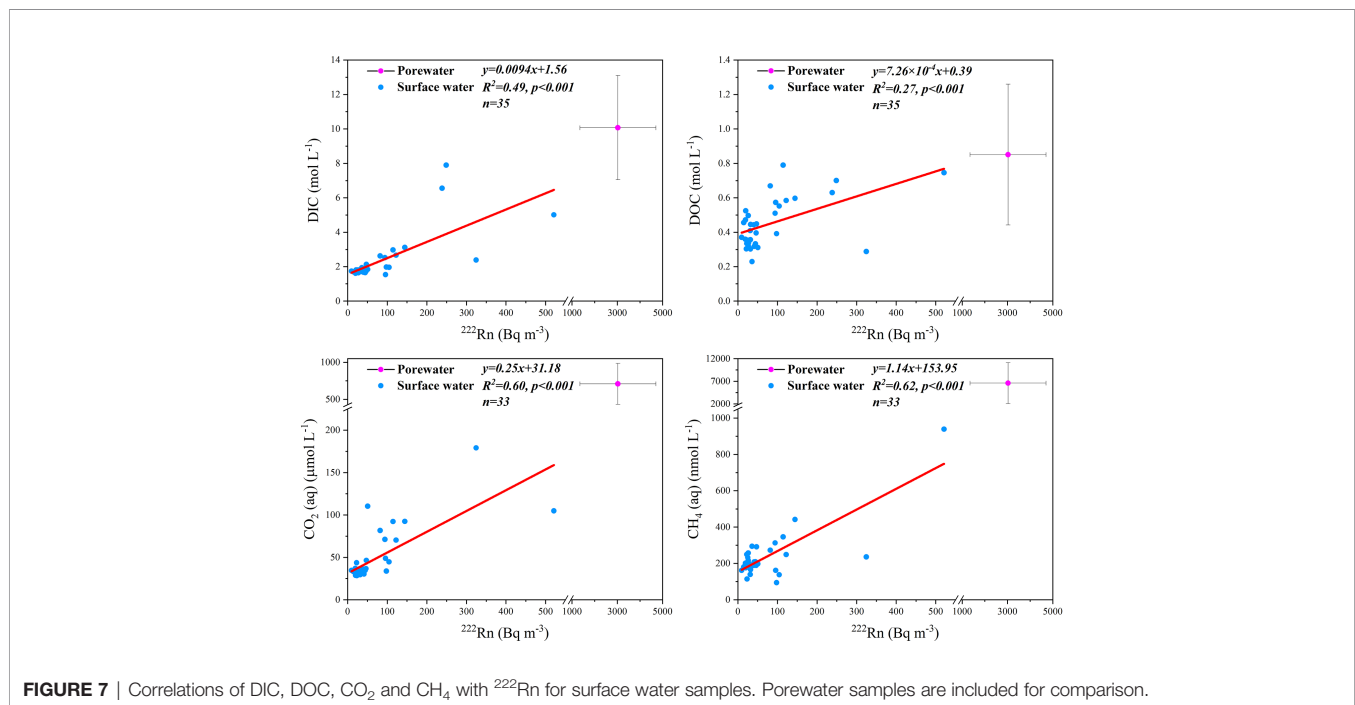 Porewater y=0.0094x+1.56
Surface water R²=0.49, p<0.001
n=35
14
12
10
8
6
4
2
0
DIC (mol L⁻¹)
0 100 200 300 400 500 1000 3000 5000
²²²Rn (Bq m⁻³)
Porewater y=7.26×10⁻⁴x+0.39
Surface water R²=0.27, p<0.001
n=35
1.4
1.2
1.0
0.8
0.6
0.4
0.2
0.0
DOC (mol L⁻¹)
0 100 200 300 400 500 1000 3000 5000
²²²Rn (Bq m⁻³)
Porewater y=0.25x+31.18
Surface water R²=0.60, p<0.001
n=33
1000
500
200
150
100
50
0
CO₂ (aq) (μmol L⁻¹)
0 100 200 300 400 500 1000 3000 5000
²²²Rn (Bq m⁻³)
Porewater y=1.14x+153.95
Surface water R²=0.62, p<0.001
n=33
12000
7000
2000
1000
800
600
400
200
0
CH₄ (aq) (nmol L⁻¹)
0 100 200 300 400 500 1000 3000 5000
²²²Rn (Bq m⁻³)
FIGURE 7 | Correlations of DIC, DOC, CO₂ and CH₄ with ²²²Rn for surface water samples. Porewater samples are included for comparison.